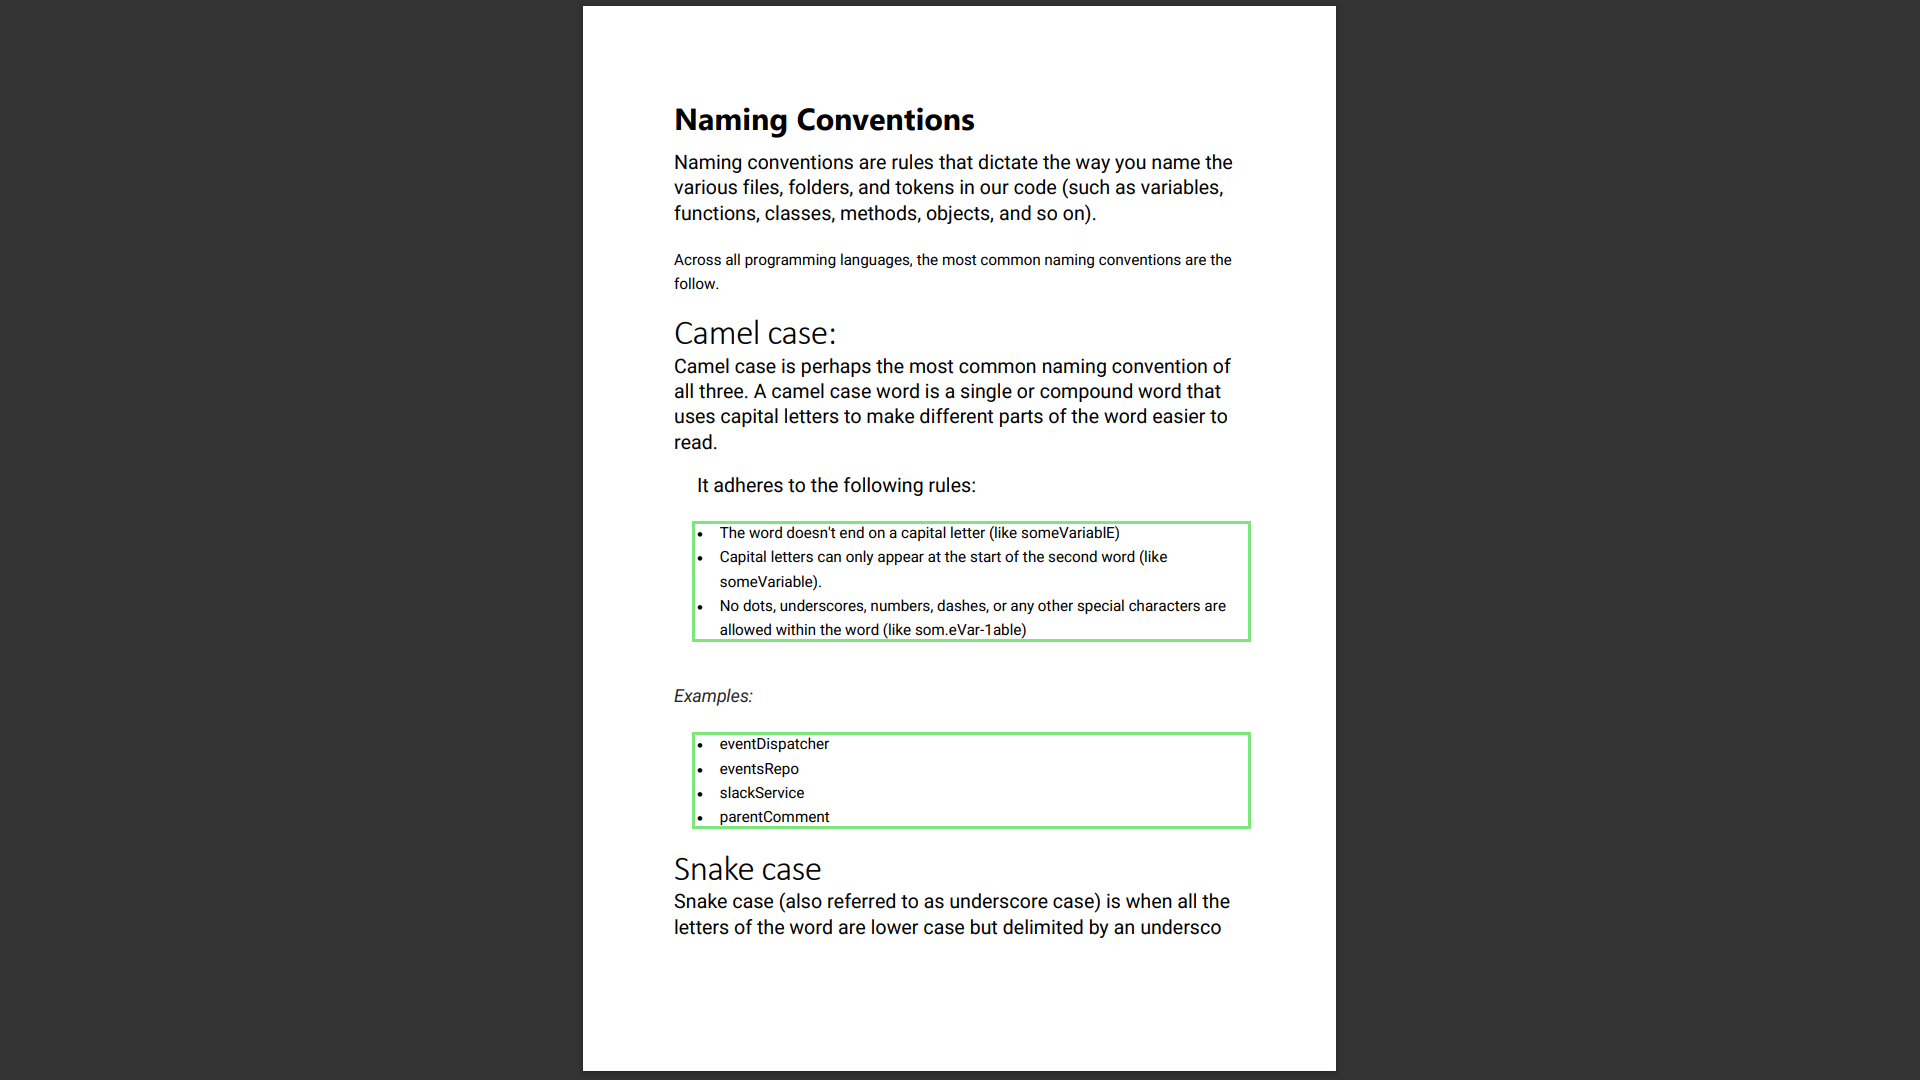 Naming Conventions
Naming conventions are rules that dictate the way you name the
various files, folders, and tokens in our code (such as variables,
functions, classes, methods, objects, and so on).
Across all programming languages, the most common naming conventions are the
follow.
Camel case:
Camel case is perhaps the most common naming convention of
all three. A camel case word is a single or compound word that
uses capital letters to make different parts of the word easier to
read.
It adheres to the following rules:
• The word doesn't end on a capital letter (like someVariablE)
• Capital letters can only appear at the start of the second word (like
someVariable).
• No dots, underscores, numbers, dashes, or any other special characters are
allowed within the word (like som.eVar-1able)
Examples:
• eventDispatcher
• eventsRepo
• slackService
• parentComment
Snake case
Snake case (also referred to as underscore case) is when all the
letters of the word are lower case but delimited by an undersco